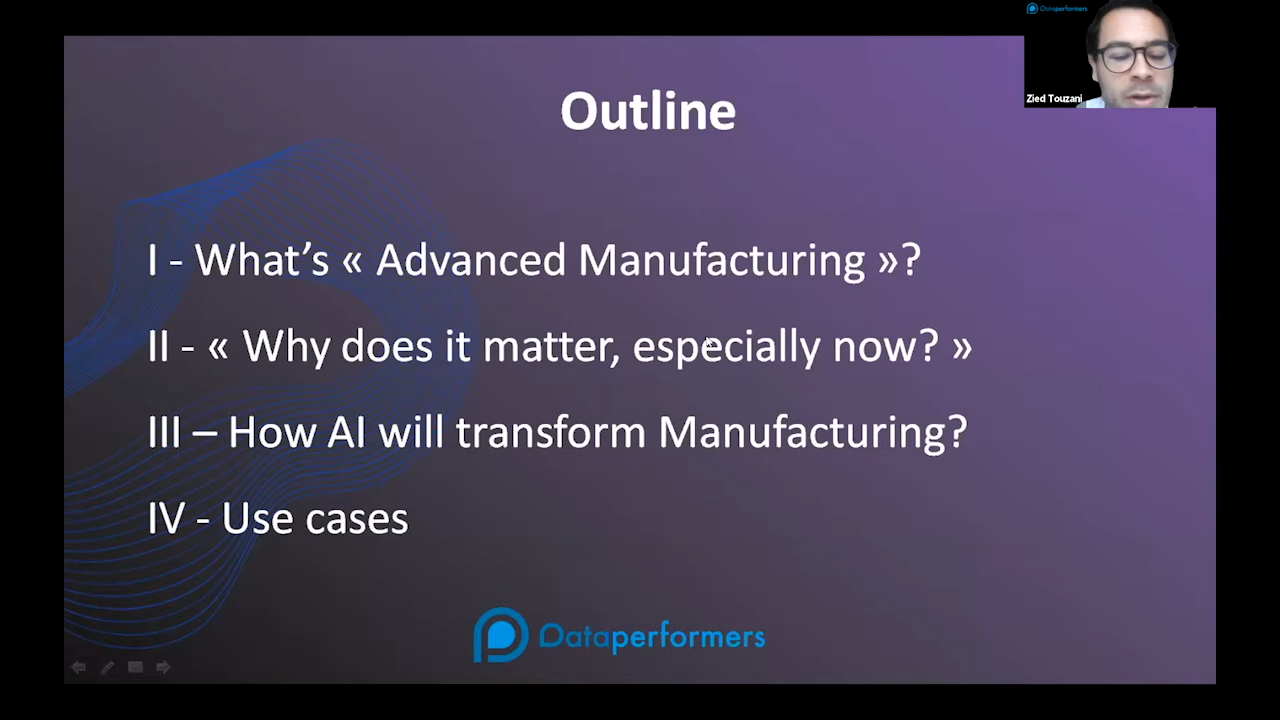 Dataperformers
Zied Touzani
Outline
I - What’s « Advanced Manufacturing »?
II - « Why does it matter, especially now? »
III – How AI will transform Manufacturing?
IV - Use cases
Dataperformers